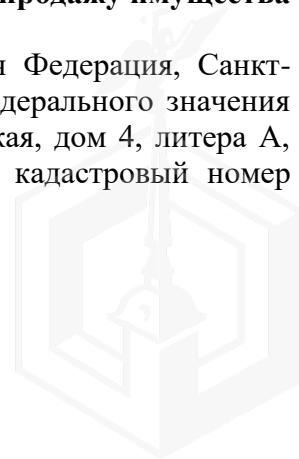 продажу имущества
Федерация, Санкт-
дерального значения
кая, дом 4, литера А,
кадастровый номер